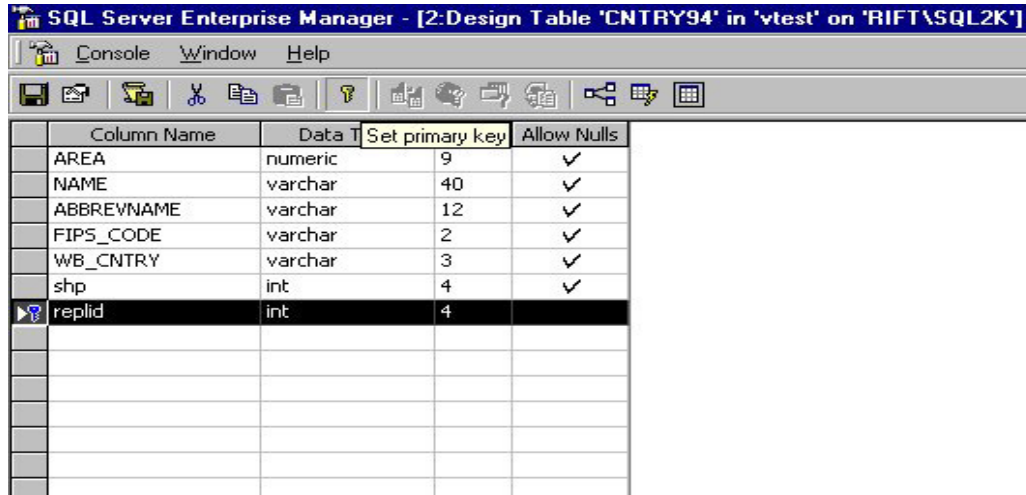 SQL Server Enterprise Manager - [2:Design Table 'CNTRY94' in 'vtest' on 'RIFT\SQL2K']
Console Window Help
Column Name Data T Set primary key Allow Nulls
AREA numeric 9
NAME varchar 40
ABBREVNAME varchar 12
FIPS_CODE varchar 2
WB_CNTRY varchar 3
shp int 4
replid int 4